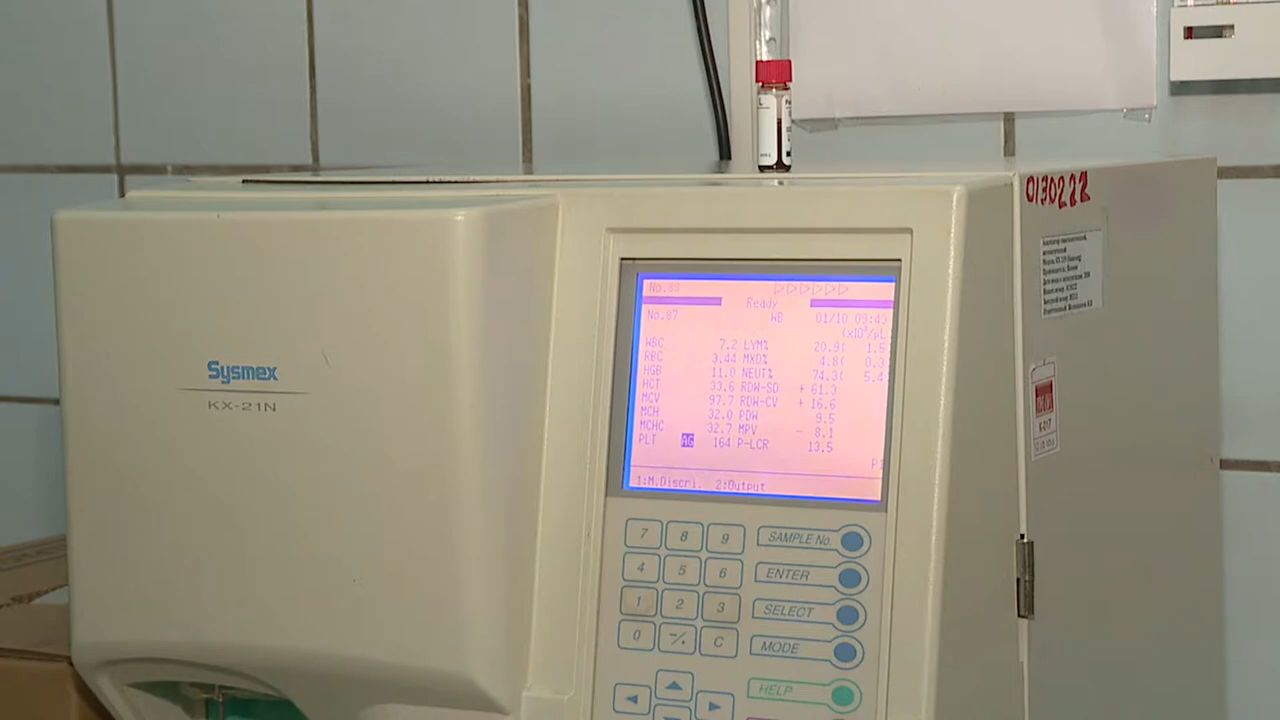 Sysmex
KX-21N
0130222
No.88 ▷▷▷▷▷▷
Ready
No.87 WB 01/10 09:43
(x10³/µL
WBC 7.2 LYM% 20.9( 1.5
RBC 3.44 MXD% 4.8( 0.3
HGB 11.0 NEUT% 74.3( 5.4
HCT 33.6 RDW-SD + 61.3
MCV 97.7 RDW-CV + 16.6
MCH 32.0 PDW 9.5
MCHC 32.7 MPV - 8.1
PLT AG 164 P-LCR 13.5
1:M.Discri. 2:Output
7 8 9 SAMPLE No.
4 5 6 ENTER
1 2 3 SELECT
0 -/. C MODE
HELP